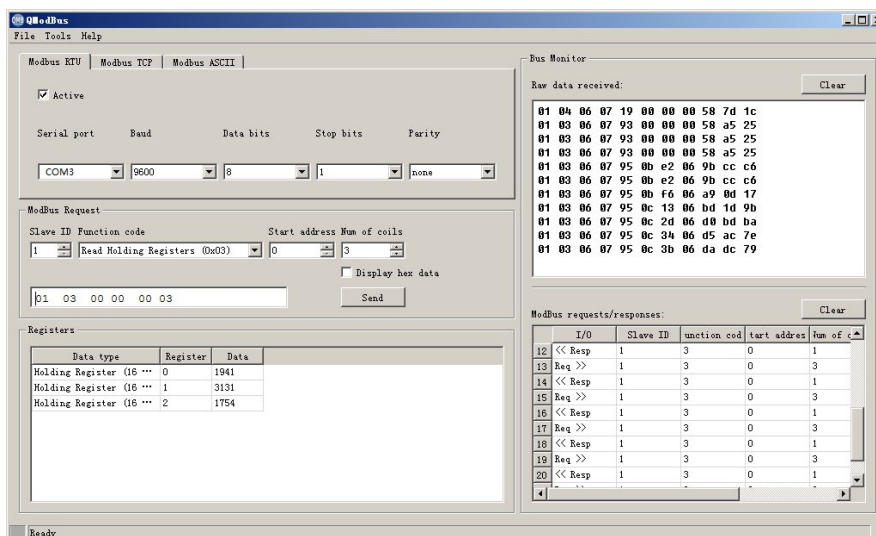 QModBus
File Tools Help
Modbus RTU Modbus TCP Modbus ASCII
Active
Serial port Baud Data bits Stop bits Parity
COM3 9600 8 1 none
ModBus Request
Slave ID Function code Start address Num of coils
1 Read Holding Registers (0x03) 0 3
Display hex data
01 03 00 00 00 03 Send
Registers
Data type Register Data
Holding Register (16 ... 0 1941
Holding Register (16 ... 1 3131
Holding Register (16 ... 2 1754
Bus Monitor
Raw data received: Clear
01 04 06 07 19 00 00 00 58 7d 1c
01 03 06 07 93 00 00 00 58 a5 25
01 03 06 07 93 00 00 00 58 a5 25
01 03 06 07 93 00 00 00 58 a5 25
01 03 06 07 95 0b e2 06 9b cc c6
01 03 06 07 95 0b e2 06 9b cc c6
01 03 06 07 95 0b f6 06 a9 0d 17
01 03 06 07 95 0c 13 06 bd 1d 9b
01 03 06 07 95 0c 2d 06 d0 bd ba
01 03 06 07 95 0c 34 06 d5 ac 7e
01 03 06 07 95 0c 3b 06 da dc 79
ModBus requests/responses: Clear
I/O Slave ID unction cod tart addres Num of c
12 << Resp 1 3 0 1
13 Req >> 1 3 0 3
14 << Resp 1 3 0 1
15 Req >> 1 3 0 3
16 << Resp 1 3 0 1
17 Req >> 1 3 0 3
18 << Resp 1 3 0 1
19 Req >> 1 3 0 3
20 << Resp 1 3 0 1
Ready